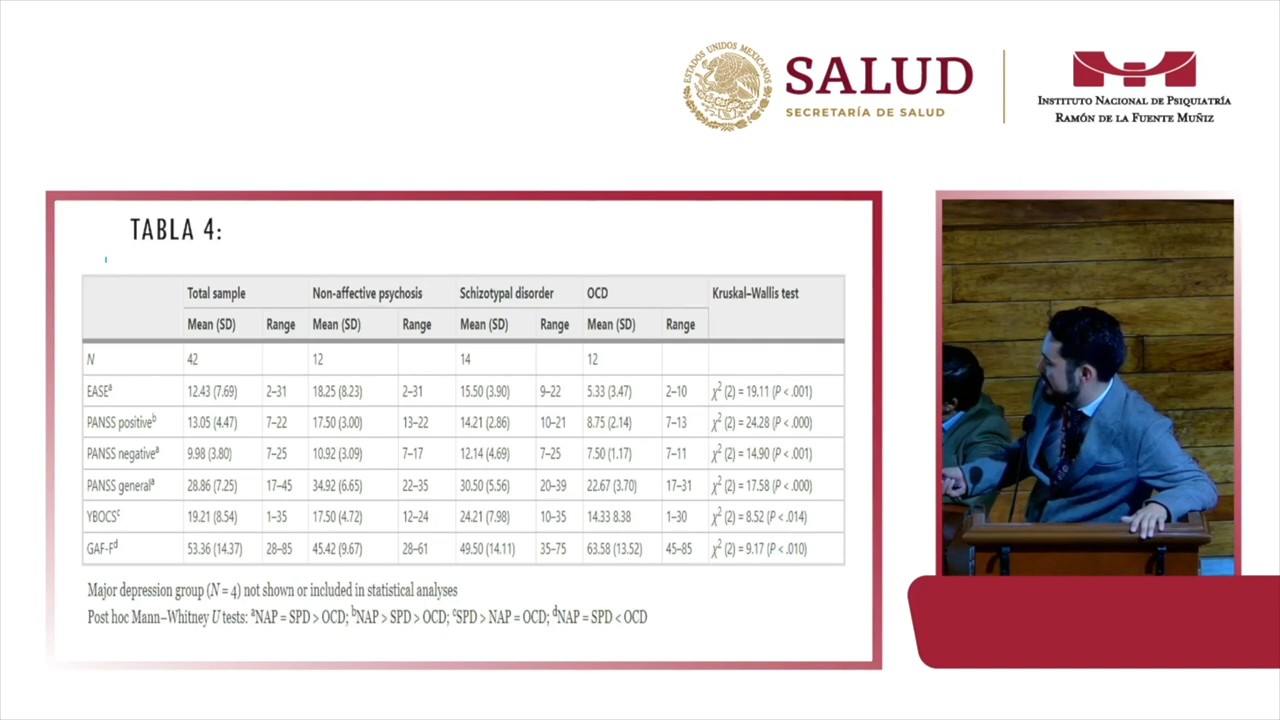 ESTADOS UNIDOS MEXICANOS
SALUD
SECRETARÍA DE SALUD
INSTITUTO NACIONAL DE PSIQUIATRÍA
RAMÓN DE LA FUENTE MUÑIZ
TABLA 4:
Total sample Non-affective psychosis Schizotypal disorder OCD Kruskal–Wallis test
Mean (SD) Range Mean (SD) Range Mean (SD) Range Mean (SD) Range
N 42 12 14 12
EASEᵃ 12.43 (7.69) 2–31 18.25 (8.23) 2–31 15.50 (3.90) 9–22 5.33 (3.47) 2–10 χ² (2) = 19.11 (P < .001)
PANSS positiveᵇ 13.05 (4.47) 7–22 17.50 (3.00) 13–22 14.21 (2.86) 10–21 8.75 (2.14) 7–13 χ² (2) = 24.28 (P < .000)
PANSS negativeᵃ 9.98 (3.80) 7–25 10.92 (3.09) 7–17 12.14 (4.69) 7–25 7.50 (1.17) 7–11 χ² (2) = 14.90 (P < .001)
PANSS generalᵃ 28.86 (7.25) 17–45 34.92 (6.65) 22–35 30.50 (5.56) 20–39 22.67 (3.70) 17–31 χ² (2) = 17.58 (P < .000)
YBOCSᶜ 19.21 (8.54) 1–35 17.50 (4.72) 12–24 24.21 (7.98) 10–35 14.33 8.38 1–30 χ² (2) = 8.52 (P < .014)
GAF-Fᵈ 53.36 (14.37) 28–85 45.42 (9.67) 28–61 49.50 (14.11) 35–75 63.58 (13.52) 45–85 χ² (2) = 9.17 (P < .010)
Major depression group (N = 4) not shown or included in statistical analyses
Post hoc Mann–Whitney U tests: ᵃNAP = SPD > OCD; ᵇNAP > SPD > OCD; ᶜSPD > NAP = OCD; ᵈNAP = SPD < OCD